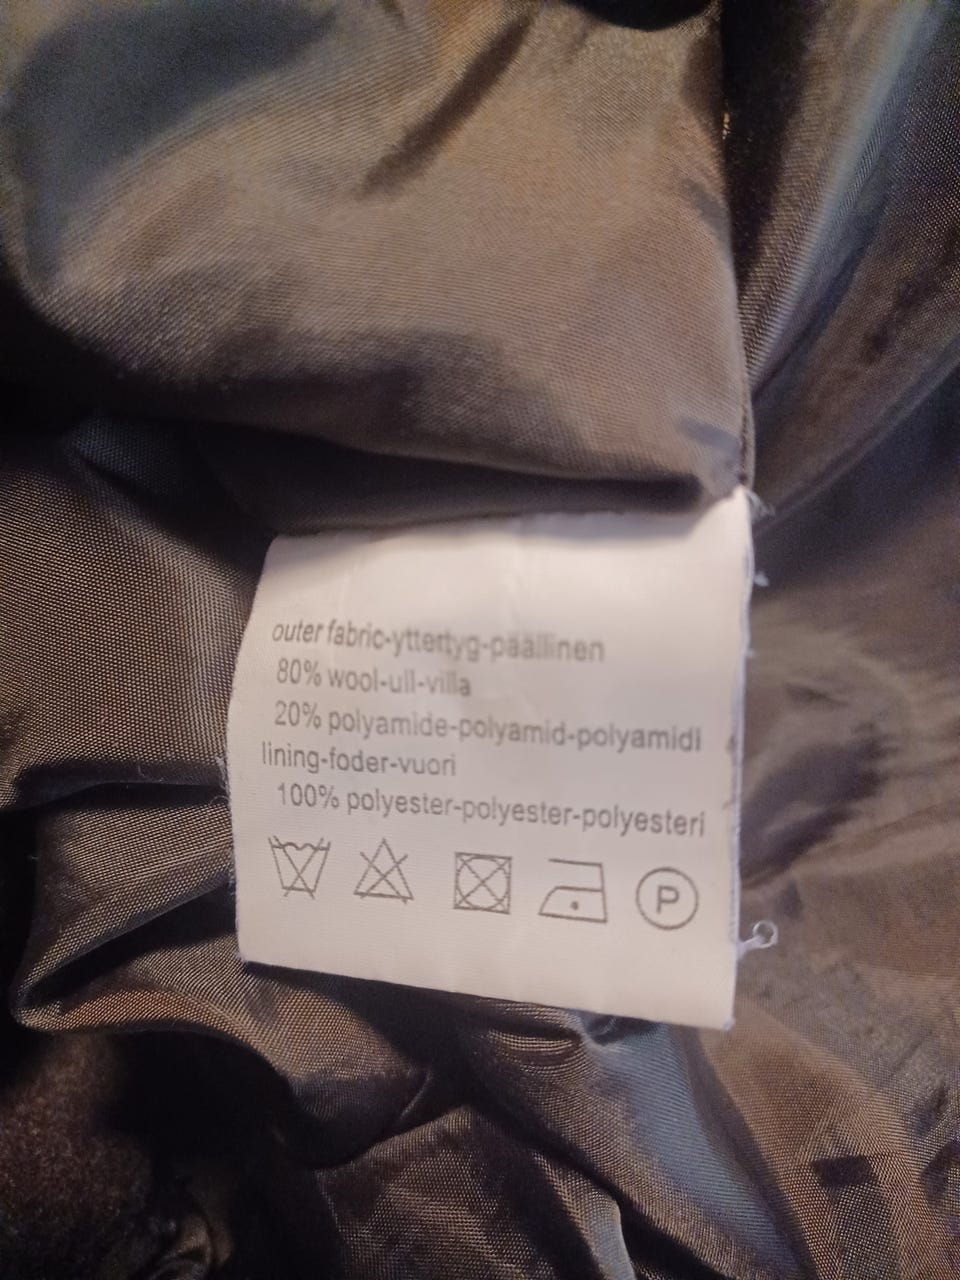 outer fabric-yttertyg-päällinen
80% wool-ull-villa
20% polyamide-polyamid-polyamidi
lining-foder-vuori
100% polyester-polyester-polyesteri
P